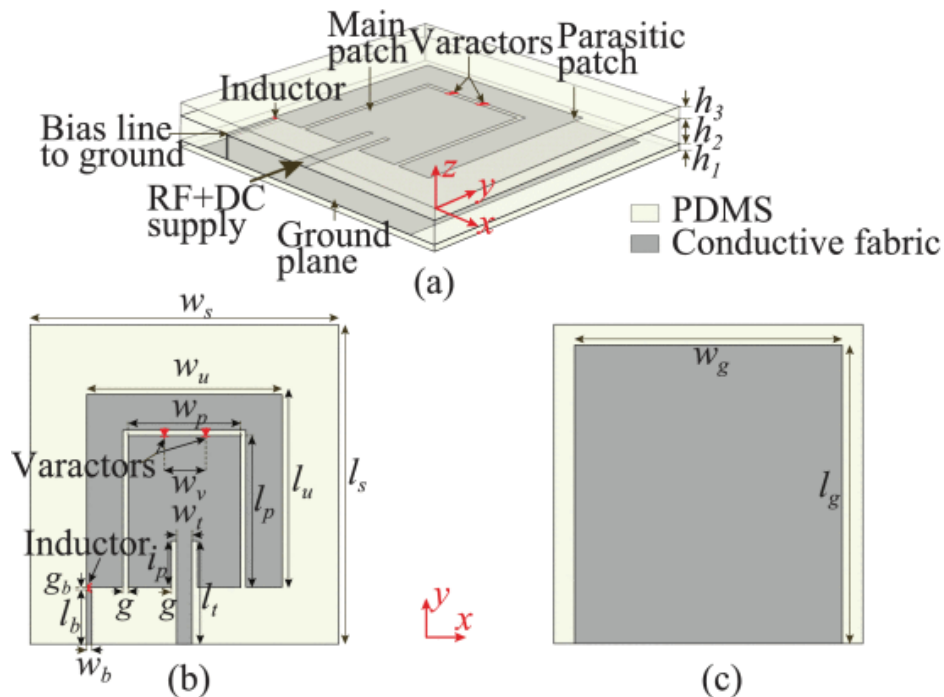 Main
patch
Varactors
Parasitic
patch
Inductor
Bias line
to ground
RF+DC
supply
Ground
plane
z
y
x
h3
h2
h1
PDMS
Conductive fabric
(a)
ws
wu
wp
Varactors
wv
wt
lp
lu
ls
Inductor
ip
gb
g
g
lt
lb
wb
(b)
y
x
wg
lg
(c)